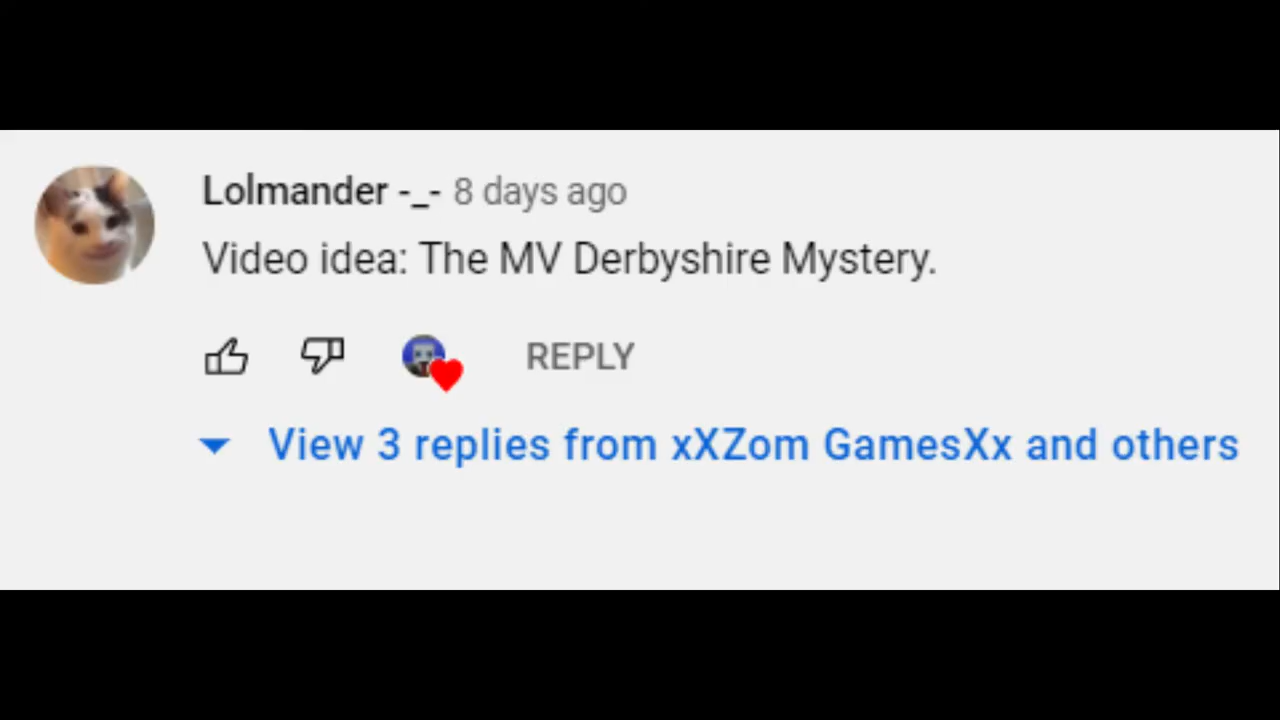 Lolmander -_- 8 days ago
Video idea: The MV Derbyshire Mystery.
REPLY
View 3 replies from xXZom GamesXx and others